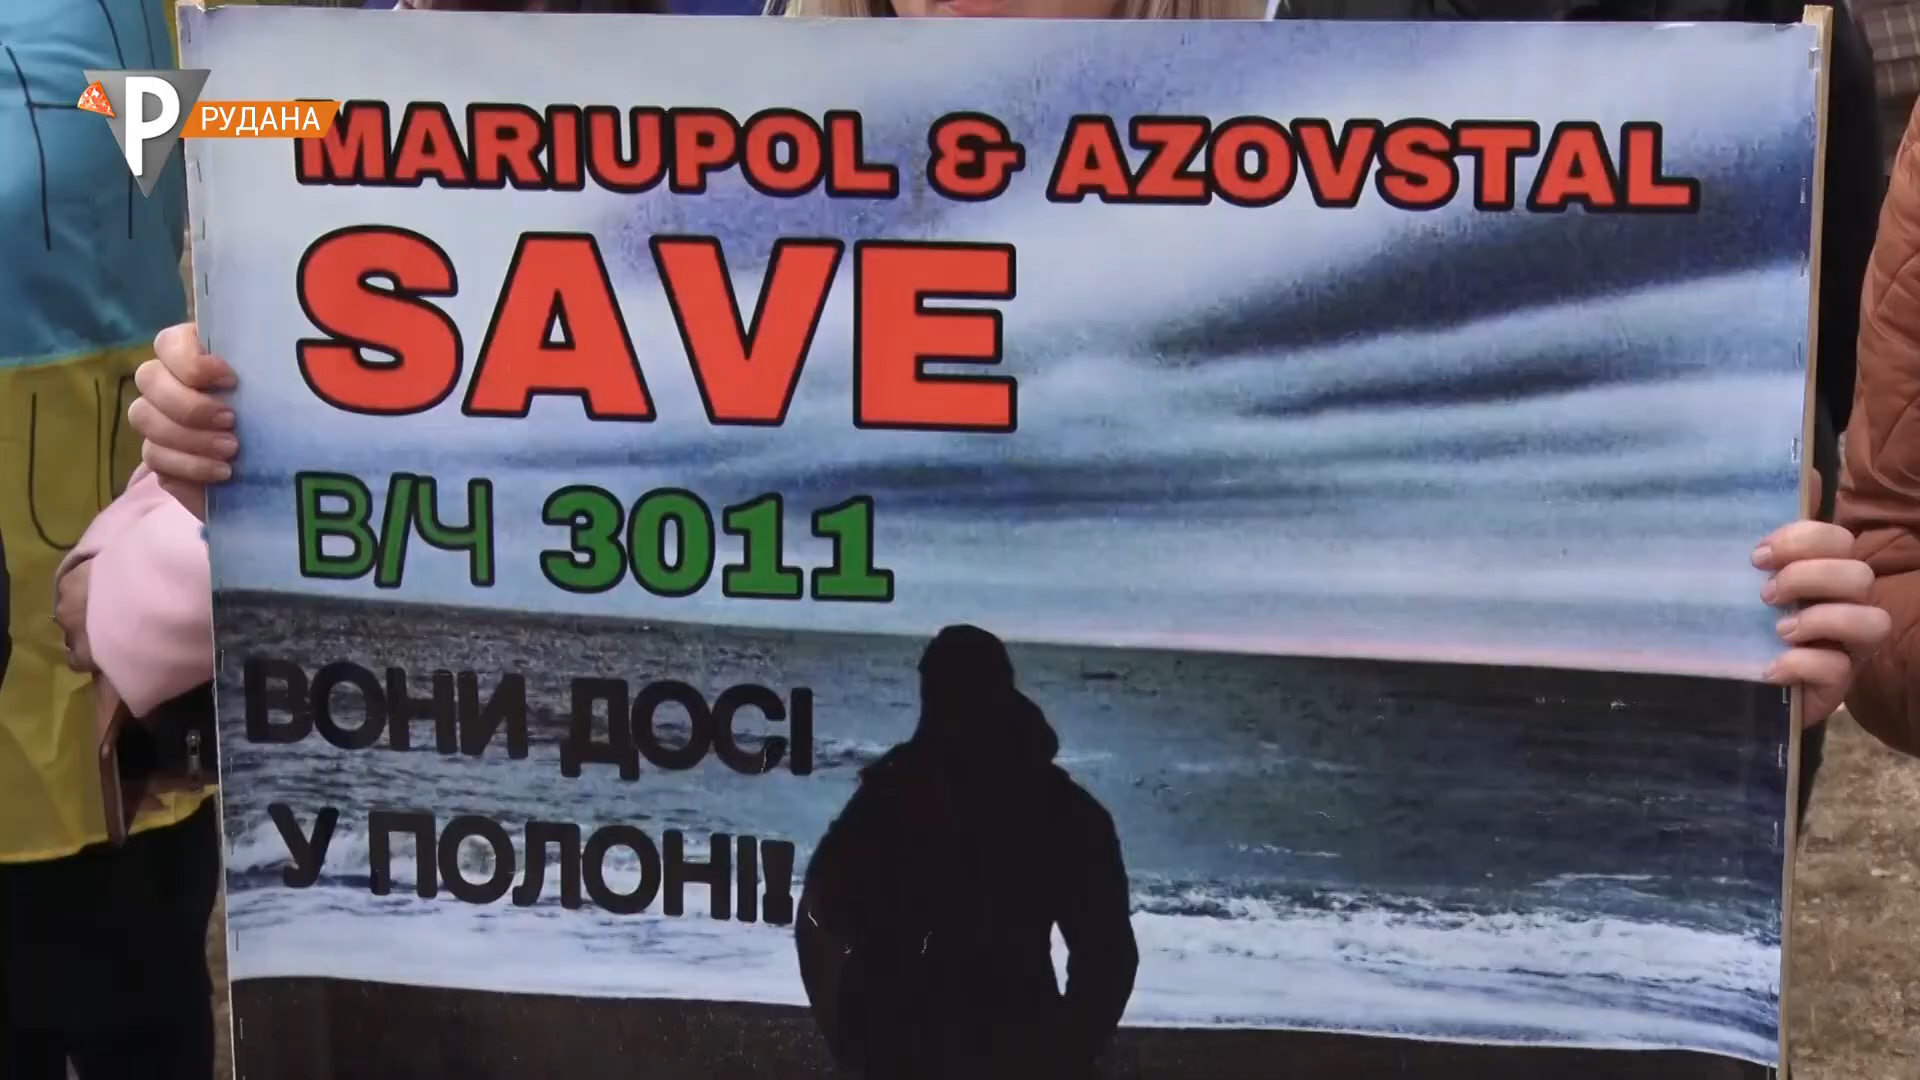 Р РУДАНА
MARIUPOL & AZOVSTAL
SAVE
В/Ч 3011
ВОНИ ДОСІ
У ПОЛОНІ!